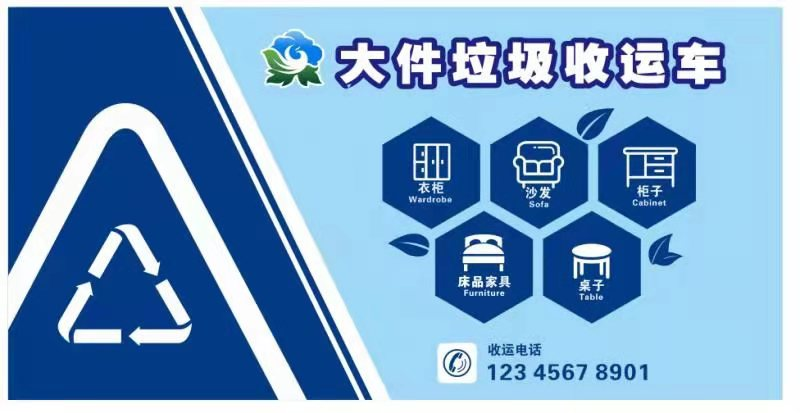 大件垃圾收运车
衣柜
Wardrobe
沙发
Sofa
柜子
Cabinet
床品家具
Furniture
桌子
Table
收运电话
123 4567 8901